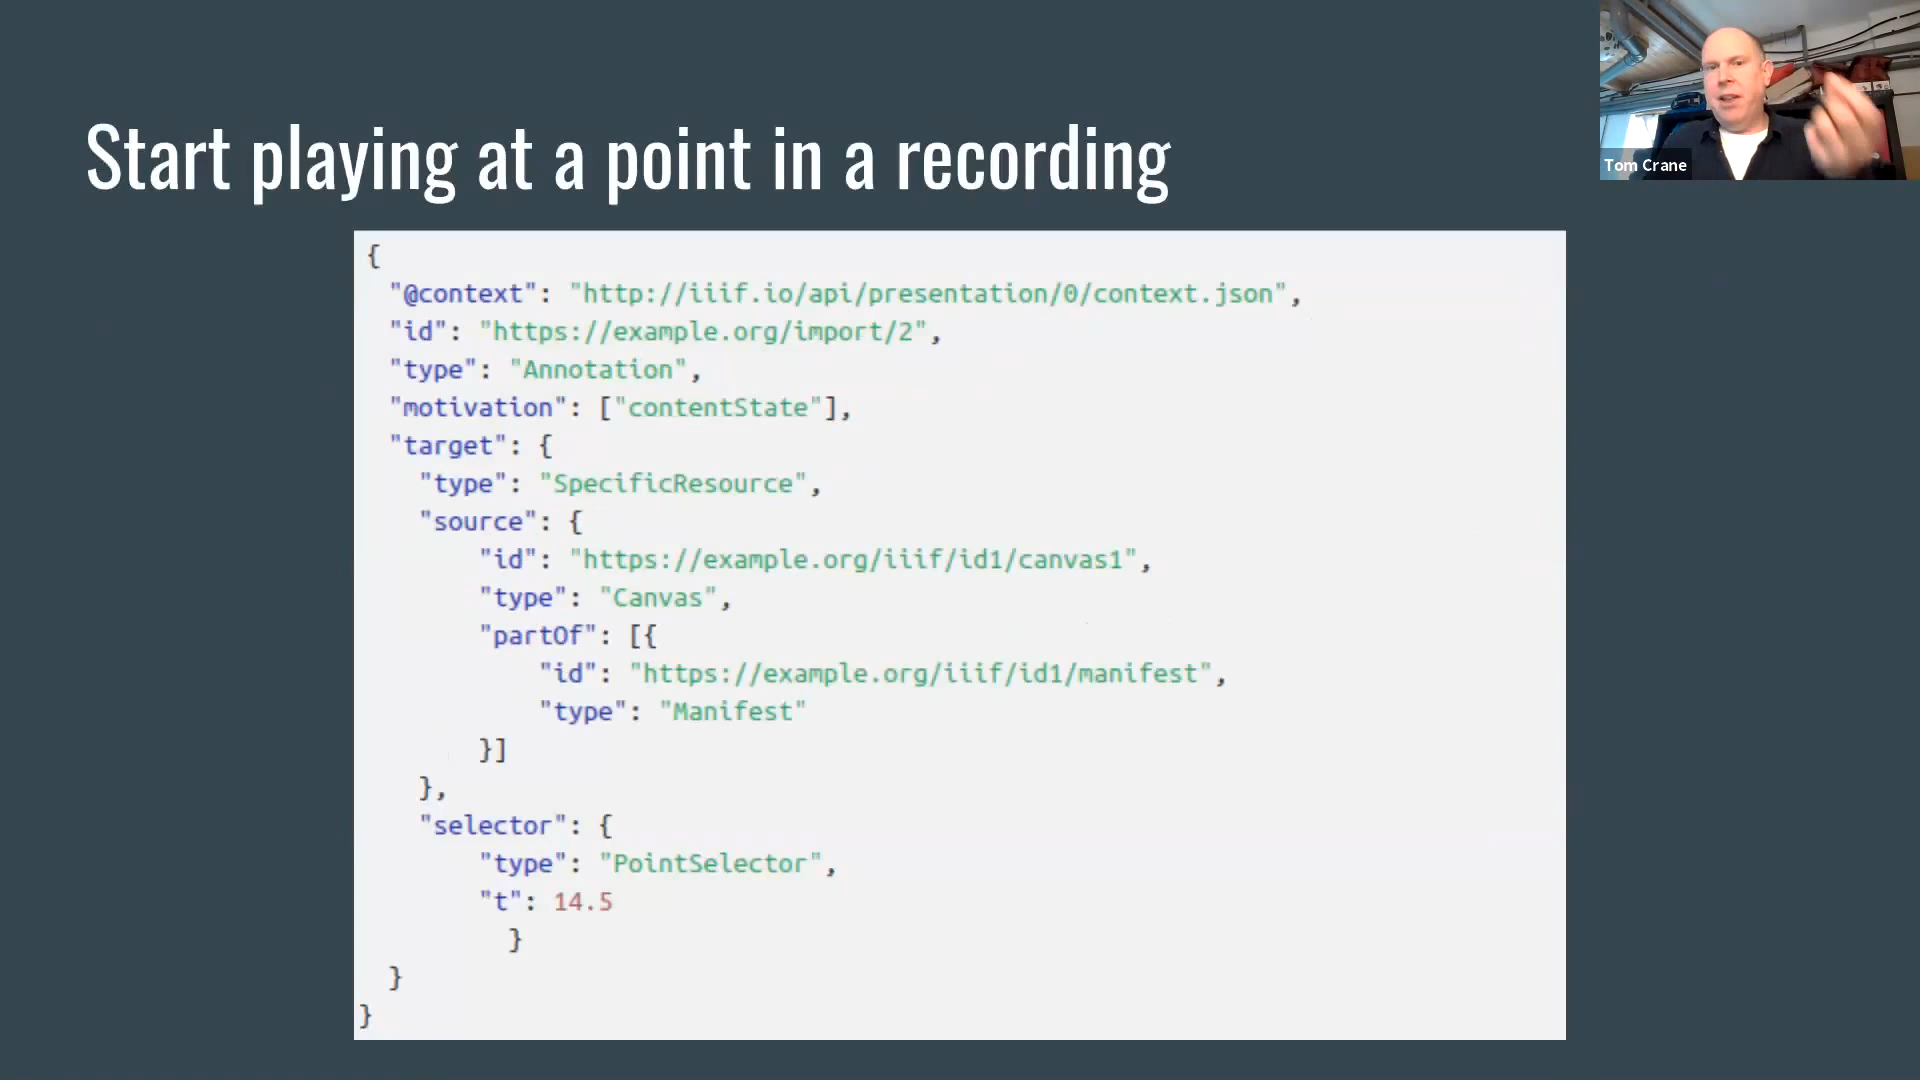 Start playing at a point in a recording
Tom Crane
{
"@context": "http://iiif.io/api/presentation/0/context.json",
"id": "https://example.org/import/2",
"type": "Annotation",
"motivation": ["contentState"],
"target": {
"type": "SpecificResource",
"source": {
"id": "https://example.org/iiif/id1/canvas1",
"type": "Canvas",
"partOf": [{
"id": "https://example.org/iiif/id1/manifest",
"type": "Manifest"
}]
},
"selector": {
"type": "PointSelector",
"t": 14.5
}
}
}